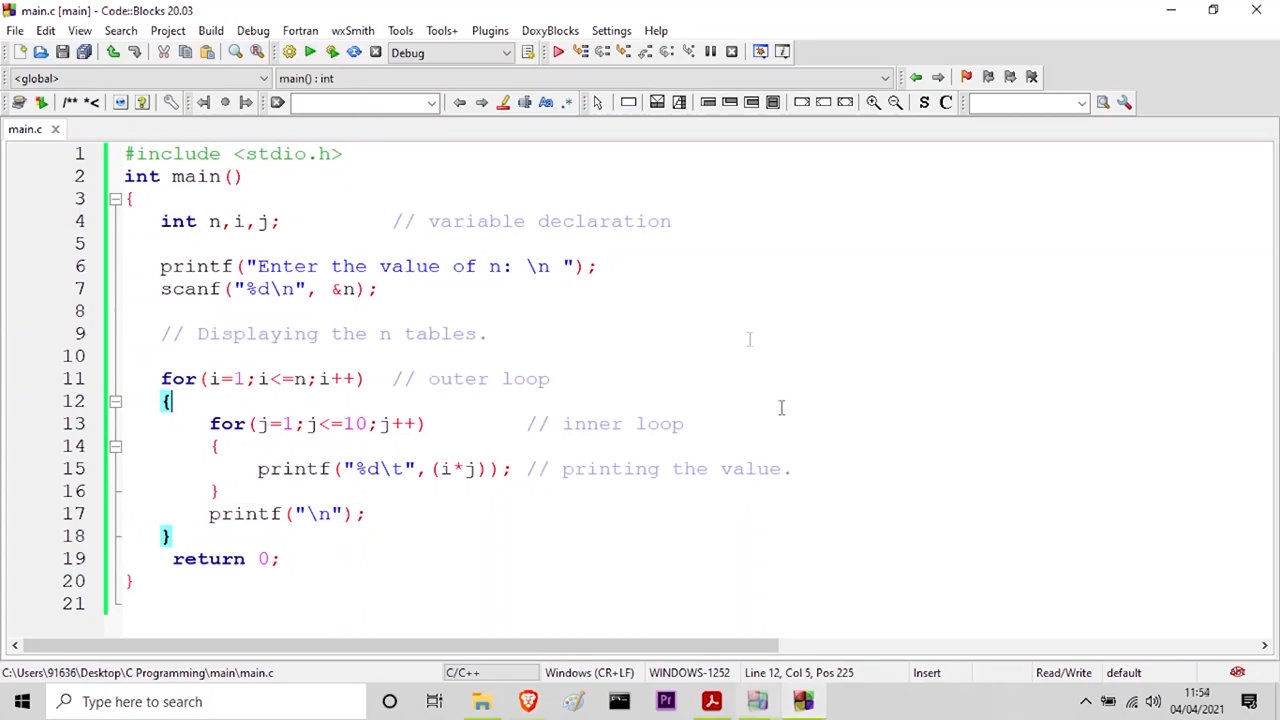 main.c [main] - Code::Blocks 20.03
File Edit View Search Project Build Debug Fortran wxSmith Tools Tools+ Plugins DoxyBlocks Settings Help
Debug
<global> main() : int
/** *< Aa .* S C
main.c
1 #include <stdio.h>
2 int main()
3 {
4 int n,i,j; // variable declaration
5
6 printf("Enter the value of n: \n ");
7 scanf("%d\n", &n);
8
9 // Displaying the n tables.
10
11 for(i=1;i<=n;i++) // outer loop
12 {
13 for(j=1;j<=10;j++) // inner loop
14 {
15 printf("%d\t",(i*j)); // printing the value.
16 }
17 printf("\n");
18 }
19 return 0;
20 }
21
C:\Users\91636\Desktop\C Programming\main\main.c C/C++ Windows (CR+LF) WINDOWS-1252 Line 12, Col 5, Pos 225 Insert Read/Write default
Type here to search Pr 11:54
04/04/2021